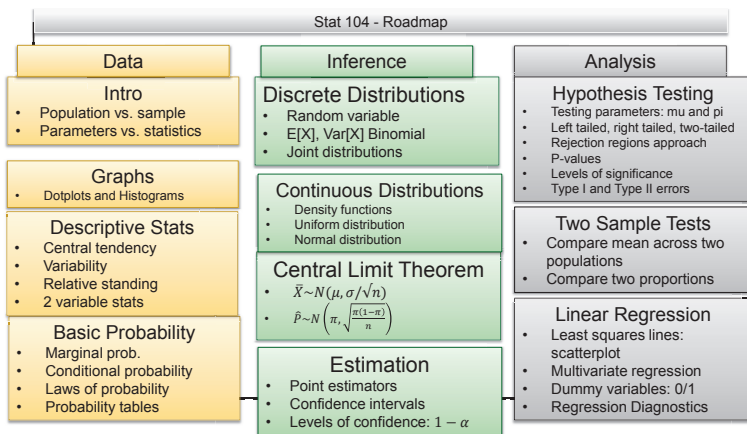 Stat 104 - Roadmap
Data
Intro
• Population vs. sample
• Parameters vs. statistics
Graphs
• Dotplots and Histograms
Descriptive Stats
• Central tendency
• Variability
• Relative standing
• 2 variable stats
Basic Probability
• Marginal prob.
• Conditional probability
• Laws of probability
• Probability tables
Inference
Discrete Distributions
• Random variable
• E[X], Var[X] Binomial
• Joint distributions
Continuous Distributions
• Density functions
• Uniform distribution
• Normal distribution
Central Limit Theorem
• X̄~N(μ, σ/√n)
• P̂~N(π, √(π(1−π)/n))
Estimation
• Point estimators
• Confidence intervals
• Levels of confidence: 1 − α
Analysis
Hypothesis Testing
• Testing parameters: mu and pi
• Left tailed, right tailed, two-tailed
• Rejection regions approach
• P-values
• Levels of significance
• Type I and Type II errors
Two Sample Tests
• Compare mean across two
populations
• Compare two proportions
Linear Regression
• Least squares lines:
scatterplot
• Multivariate regression
• Dummy variables: 0/1
• Regression Diagnostics